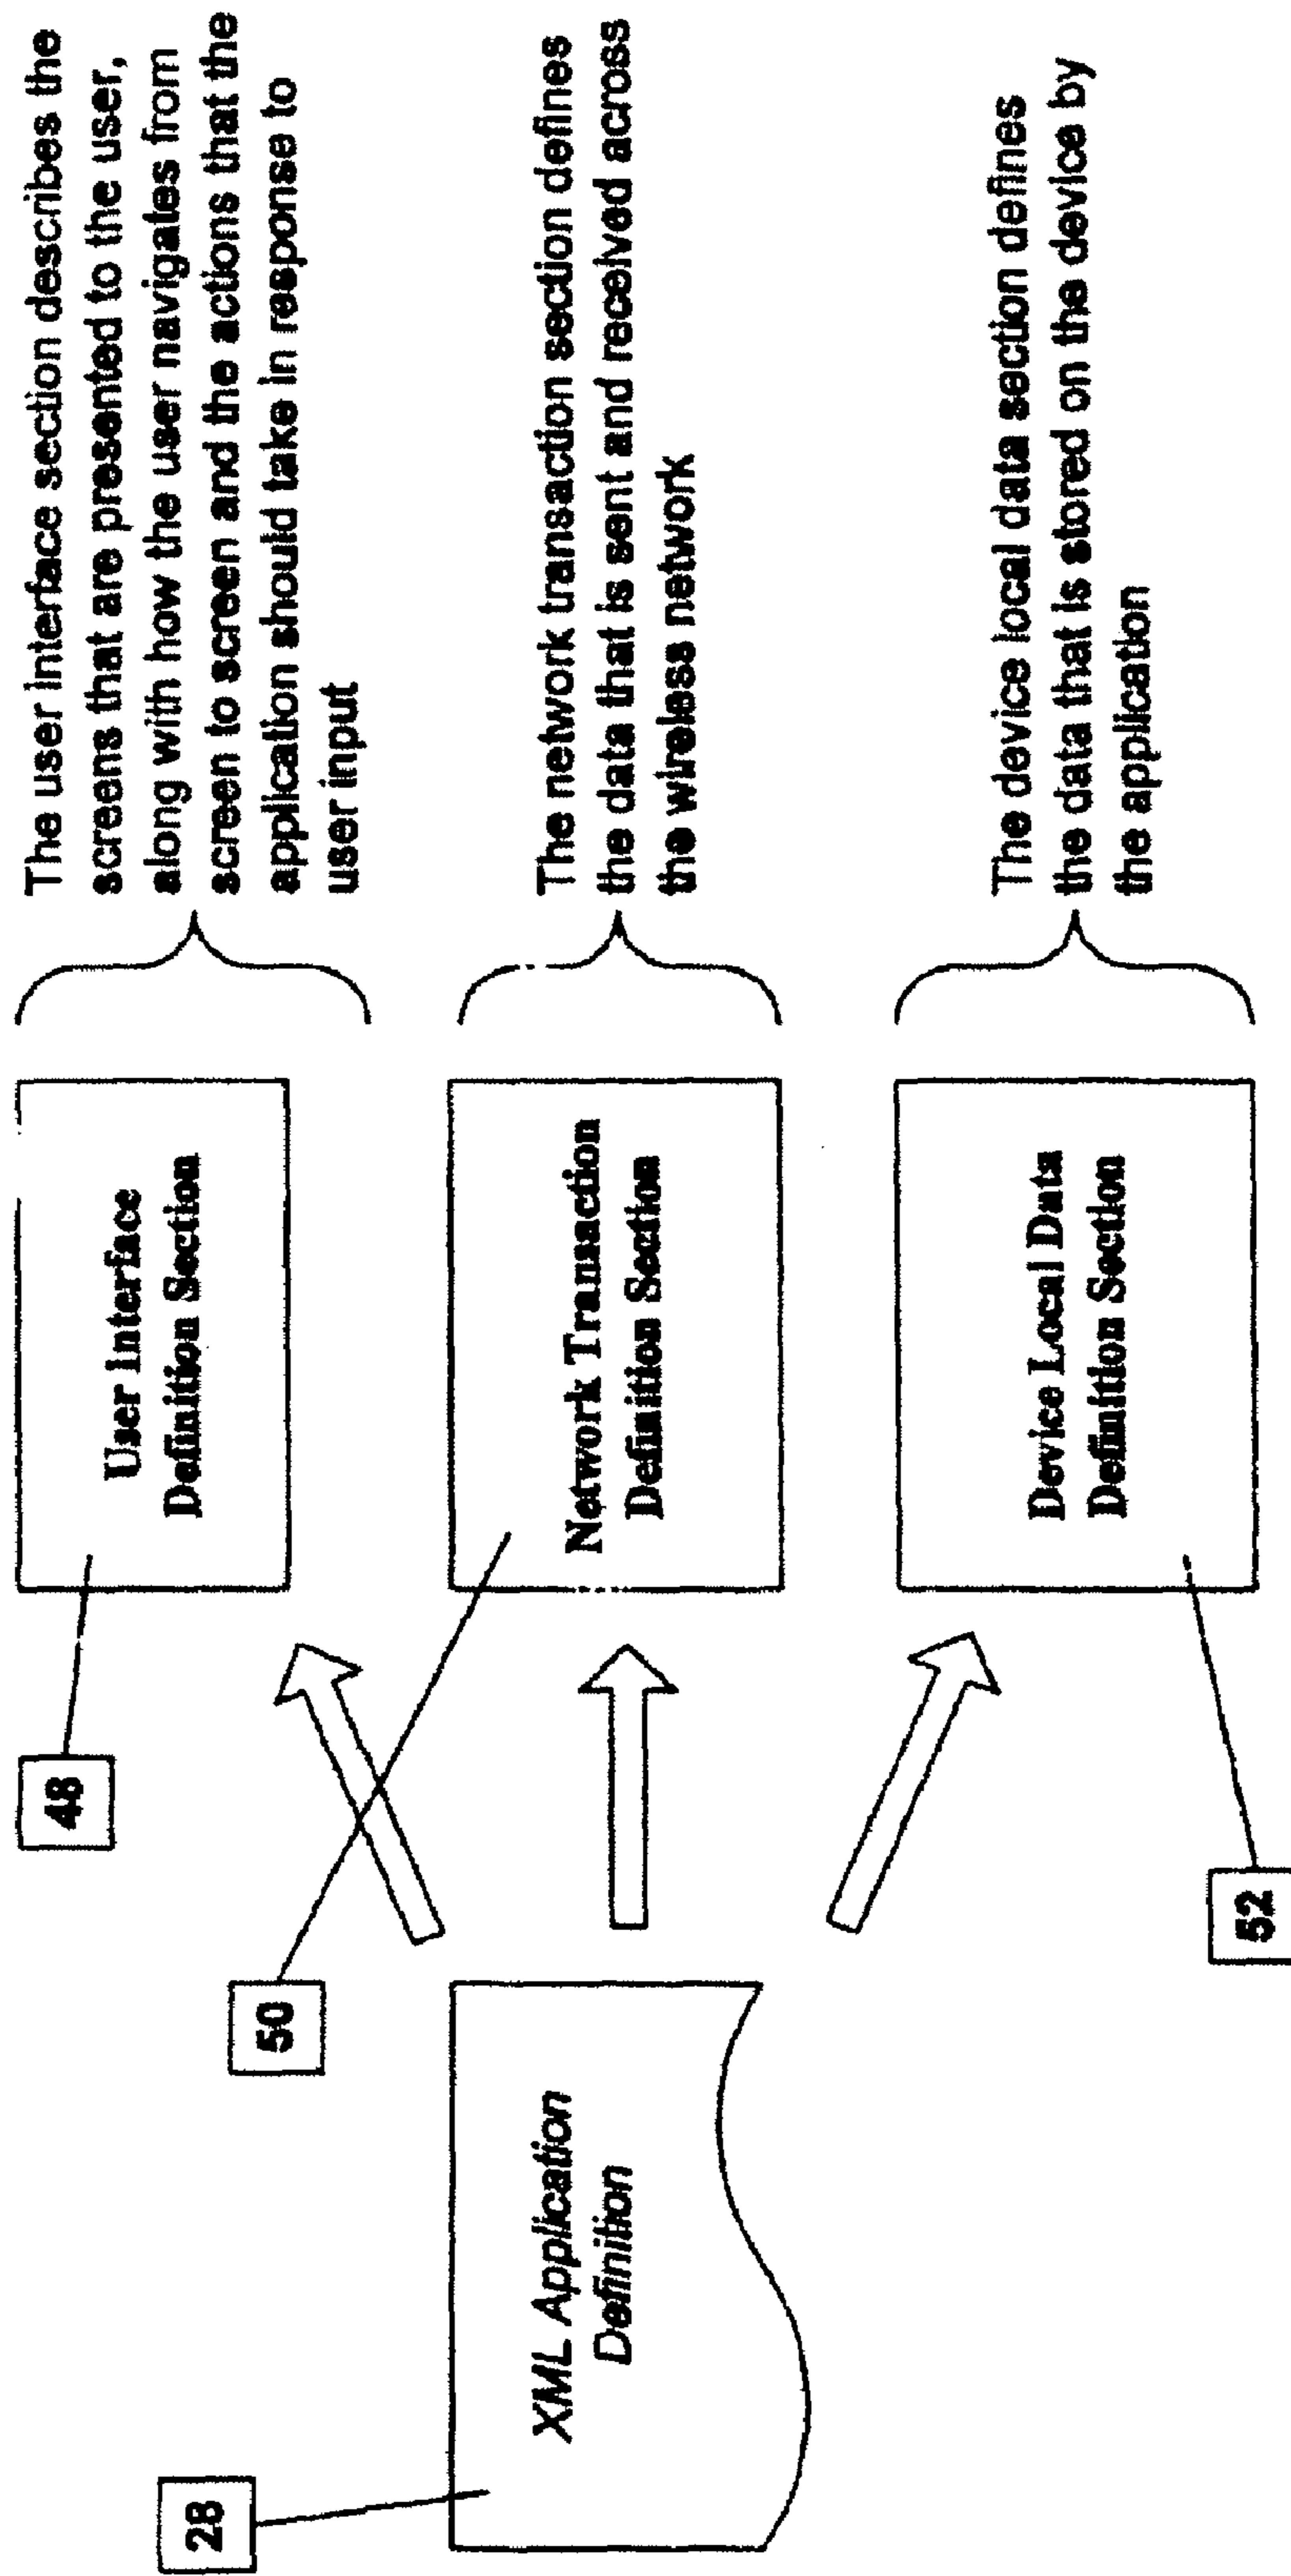 28
XML Application
Definition
48
User interface
Definition Section
The user interface section describes the
screens that are presented to the user,
along with how the user navigates from
screen to screen and the actions that the
application should take in response to
user input
50
Network Transaction
Definition Section
The network transaction section defines
the data that is sent and received across
the wireless network
52
Device Local Data
Definition Section
The device local data section defines
the data that is stored on the device by
the application